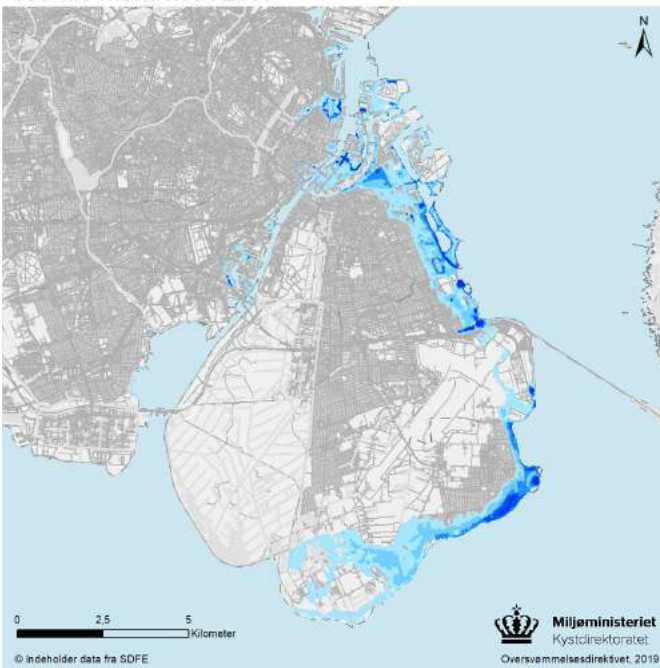 N
0 2,5 5
Kilometer
© Indeholder data fra SDFE
Miljøministeriet
Kystdirektoratet
Oversvømmelsesdirektivet, 2019